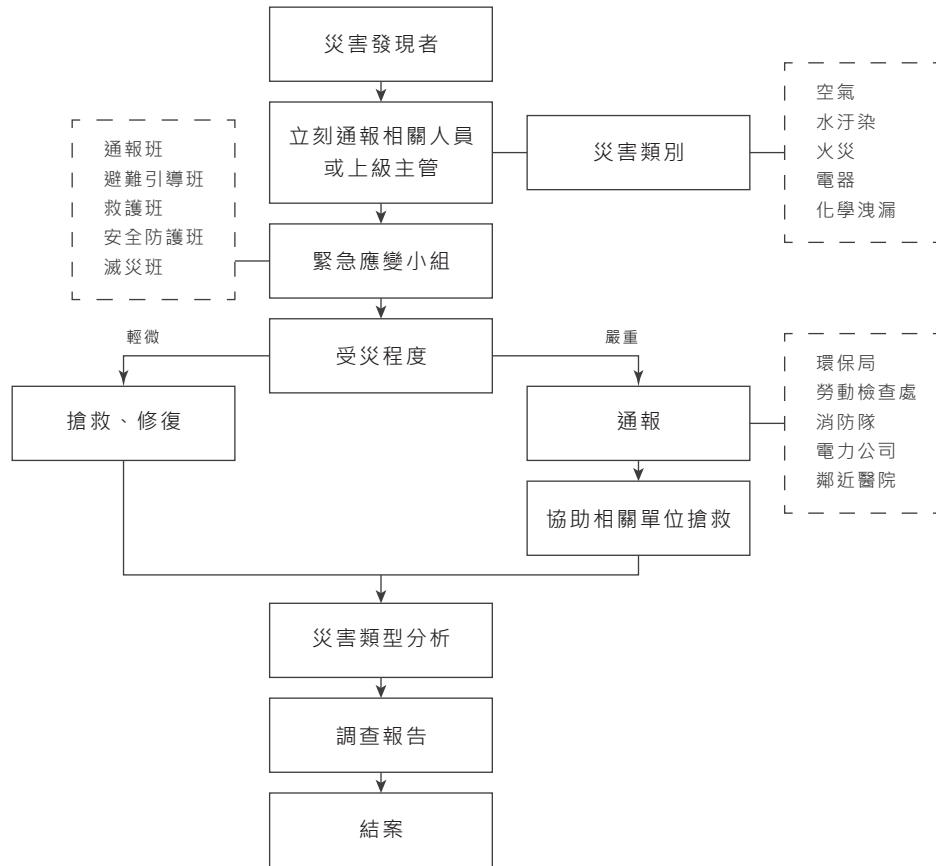 災害發現者
立刻通報相關人員
或上級主管
災害類別
空氣
水汙染
火災
電器
化學洩漏
通報班
避難引導班
救護班
安全防護班
滅災班
緊急應變小組
受災程度
輕微
嚴重
搶救、修復
通報
環保局
勞動檢查處
消防隊
電力公司
鄰近醫院
協助相關單位搶救
災害類型分析
調查報告
結案